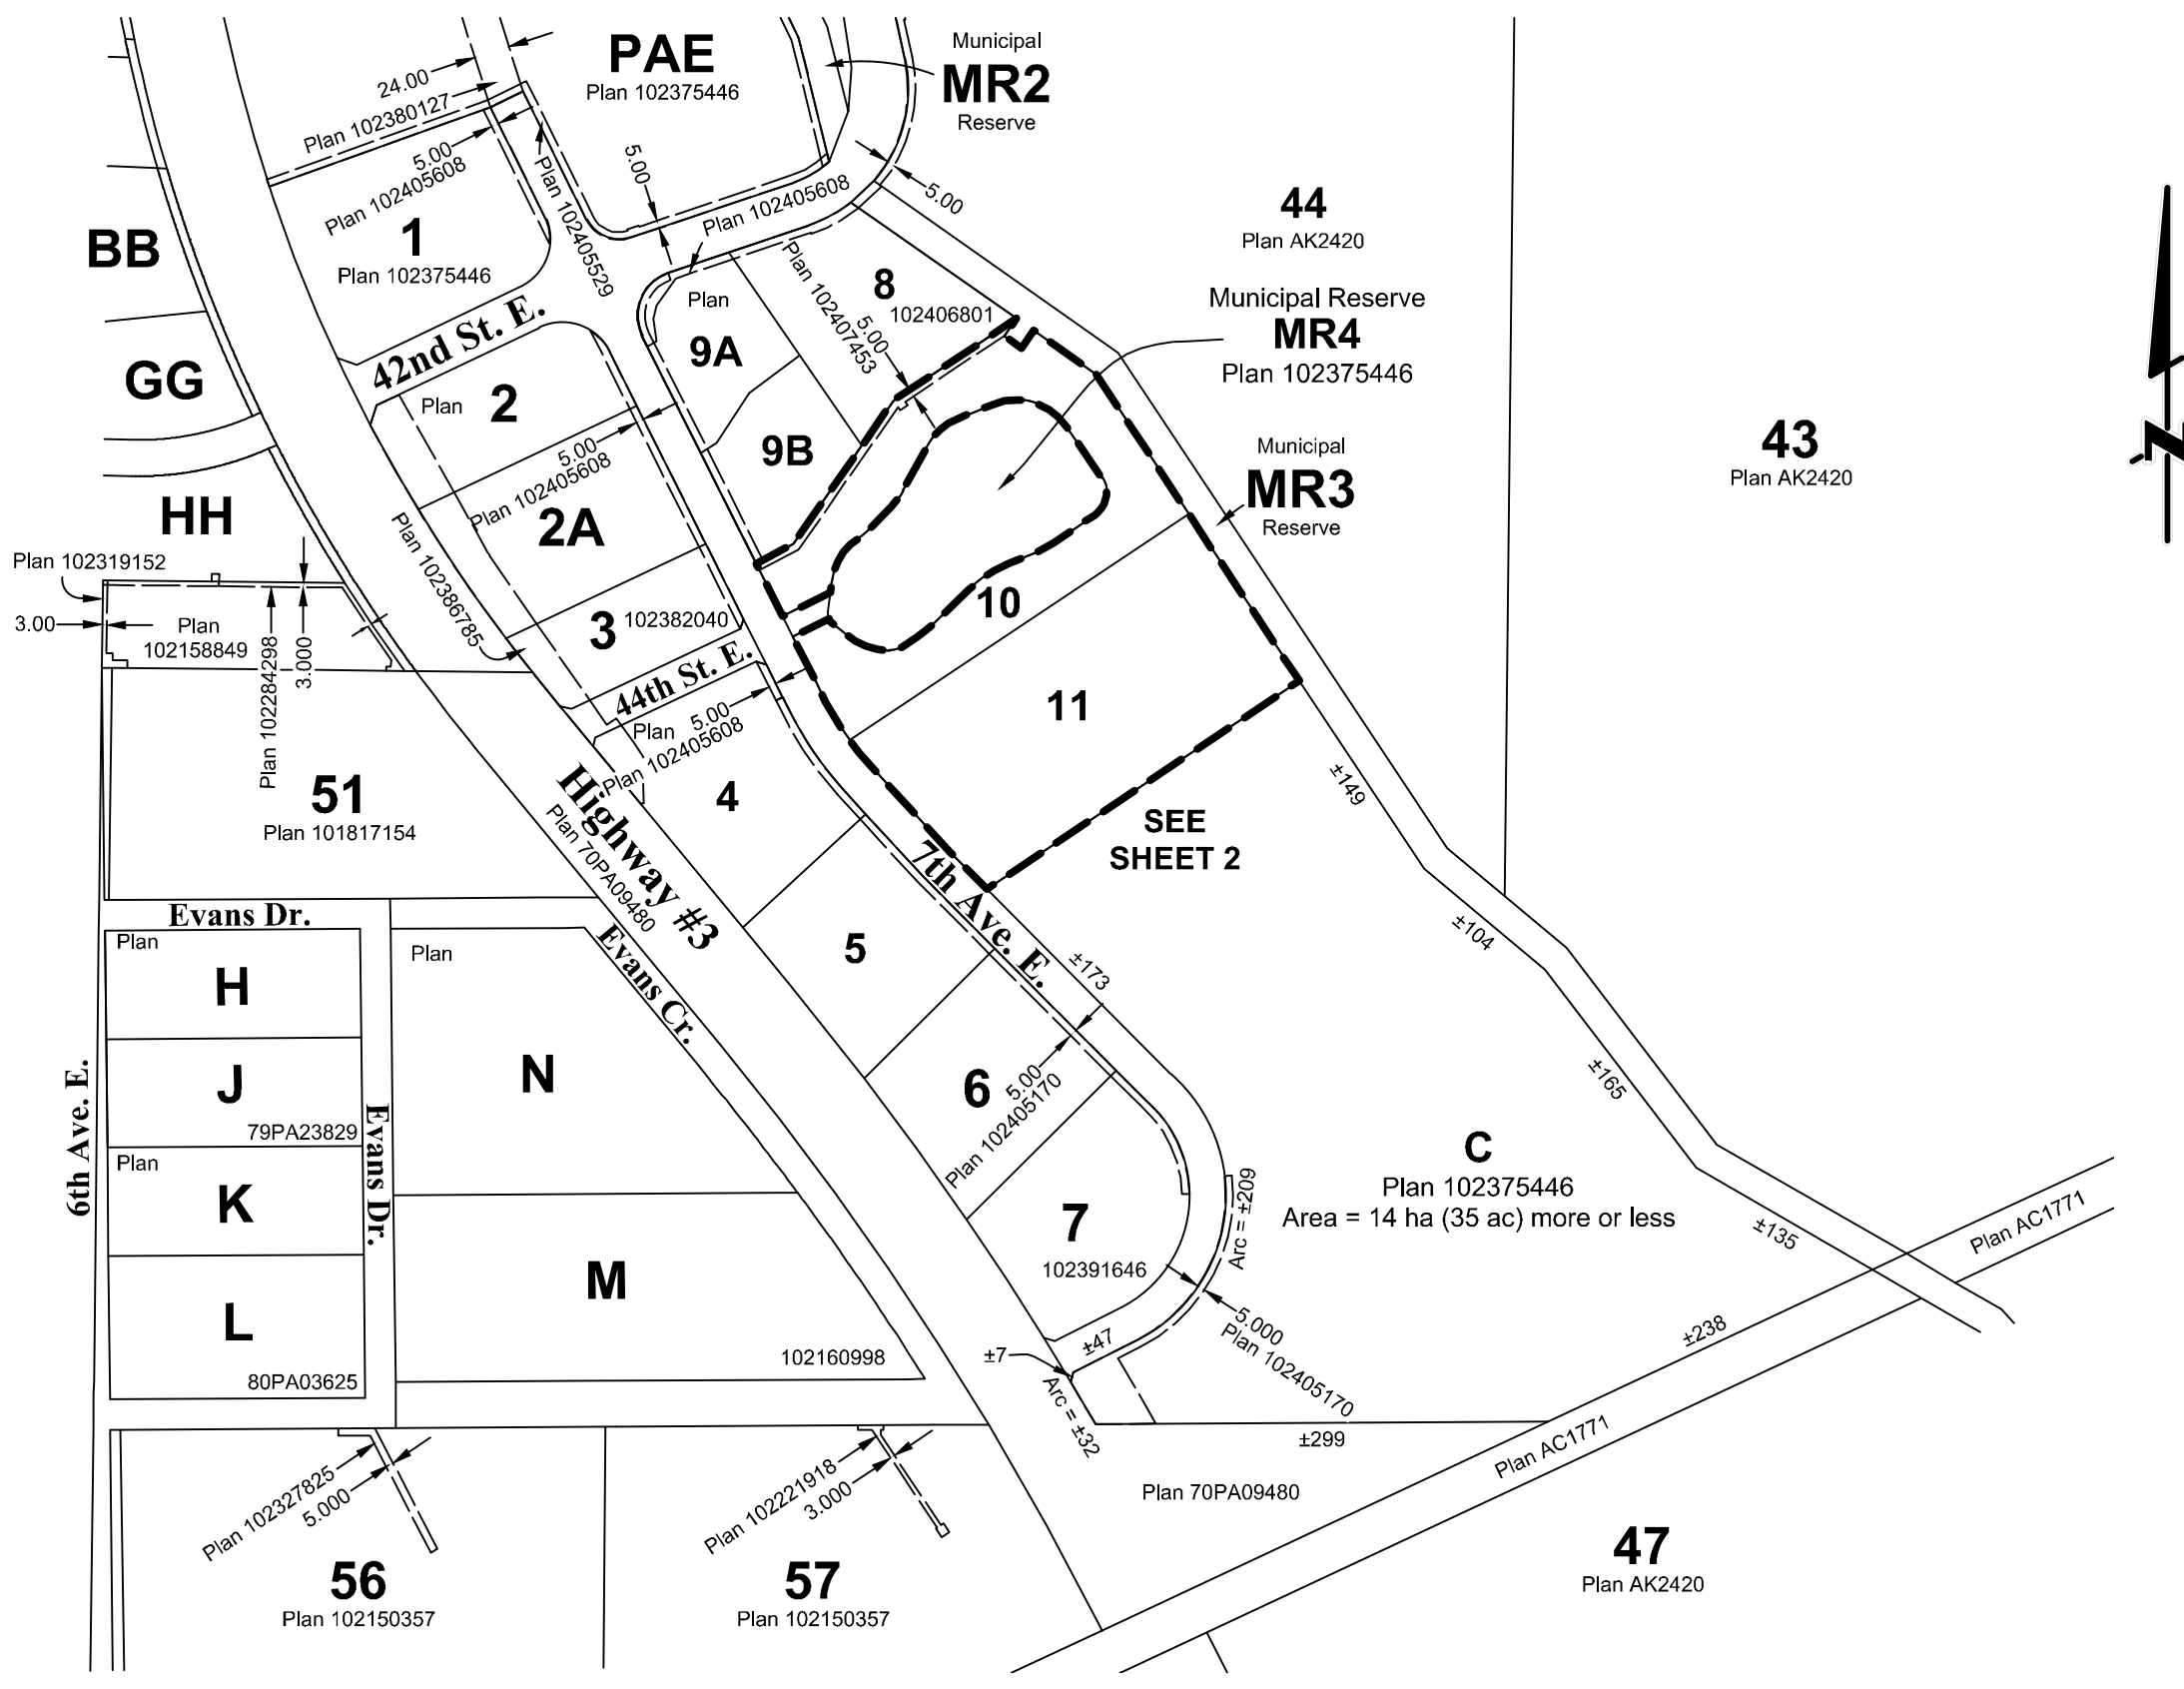 PAE
Plan 102375446
Municipal
MR2
Reserve
24.00
Plan 102380127
5.00
Plan 102405608
1
Plan 102375446
Plan 102405529
5.00
Plan 102405608
5.00
44
Plan AK2420
BB
GG
HH
42nd St. E.
Plan
9A
Plan 102407453
5.00
8
102406801
Municipal Reserve
MR4
Plan 102375446
Plan
2
5.00
Plan 102405608
2A
9B
Municipal
MR3
Reserve
43
Plan AK2420
Z
Plan 102319152
3.00
Plan
102158849
Plan 102284298
3.000
Plan 102386785
3
102382040
44th St. E.
10
11
Plan
5.00
Plan 102405608
4
51
Plan 101817154
Highway #3
Plan 70PA09480
SEE
SHEET 2
±149
7th Ave. E.
±104
Evans Dr.
Plan
H
Plan
Evans Cr.
5
±173
J
79PA23829
N
6th Ave. E.
Evans Dr.
6
5.00
Plan 102405170
±165
Plan
K
C
Plan 102375446
Area = 14 ha (35 ac) more or less
7
102391646
Arc = ±209
±135
Plan AC1771
L
80PA03625
M
102160998
±7
±47
5.000
Plan 102405170
±238
Arc = ±32
±299
Plan AC1771
Plan 102327825
5.000
Plan 102221918
3.000
Plan 70PA09480
56
Plan 102150357
57
Plan 102150357
47
Plan AK2420